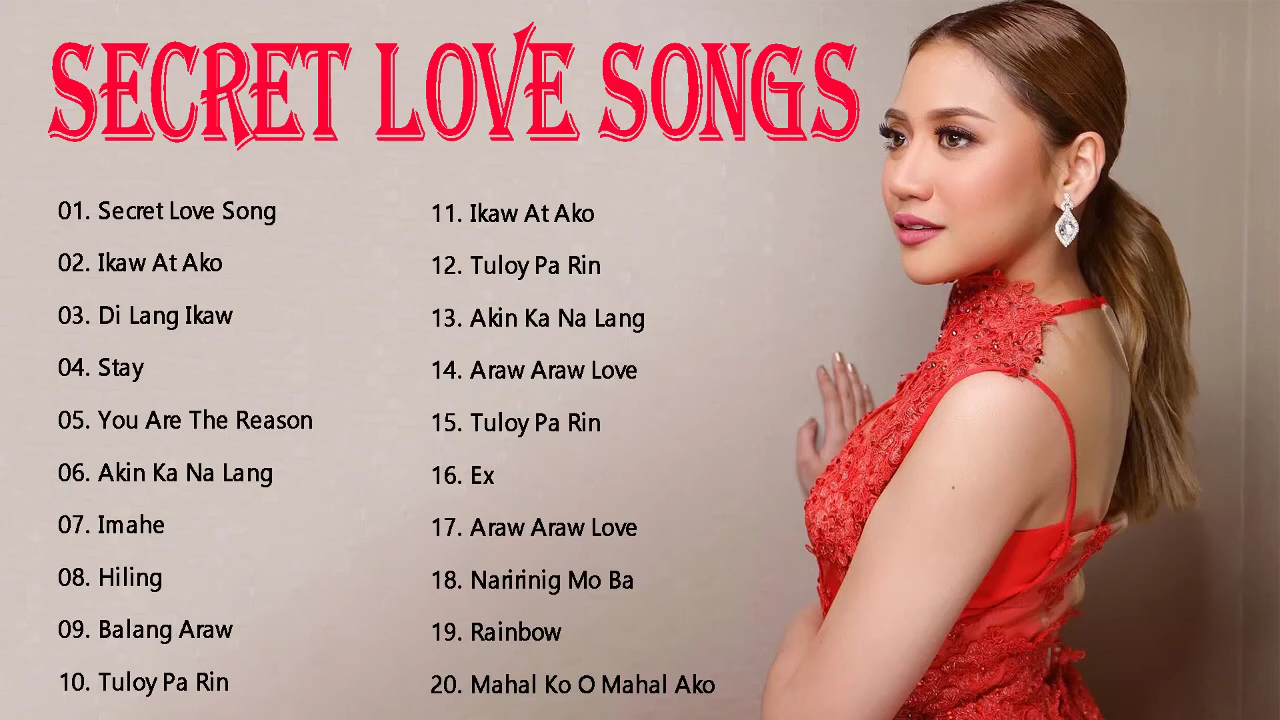 SECRET LOVE SONGS
01. Secret Love Song
02. Ikaw At Ako
03. Di Lang Ikaw
04. Stay
05. You Are The Reason
06. Akin Ka Na Lang
07. Imahe
08. Hiling
09. Balang Araw
10. Tuloy Pa Rin
11. Ikaw At Ako
12. Tuloy Pa Rin
13. Akin Ka Na Lang
14. Araw Araw Love
15. Tuloy Pa Rin
16. Ex
17. Araw Araw Love
18. Naririnig Mo Ba
19. Rainbow
20. Mahal Ko O Mahal Ako